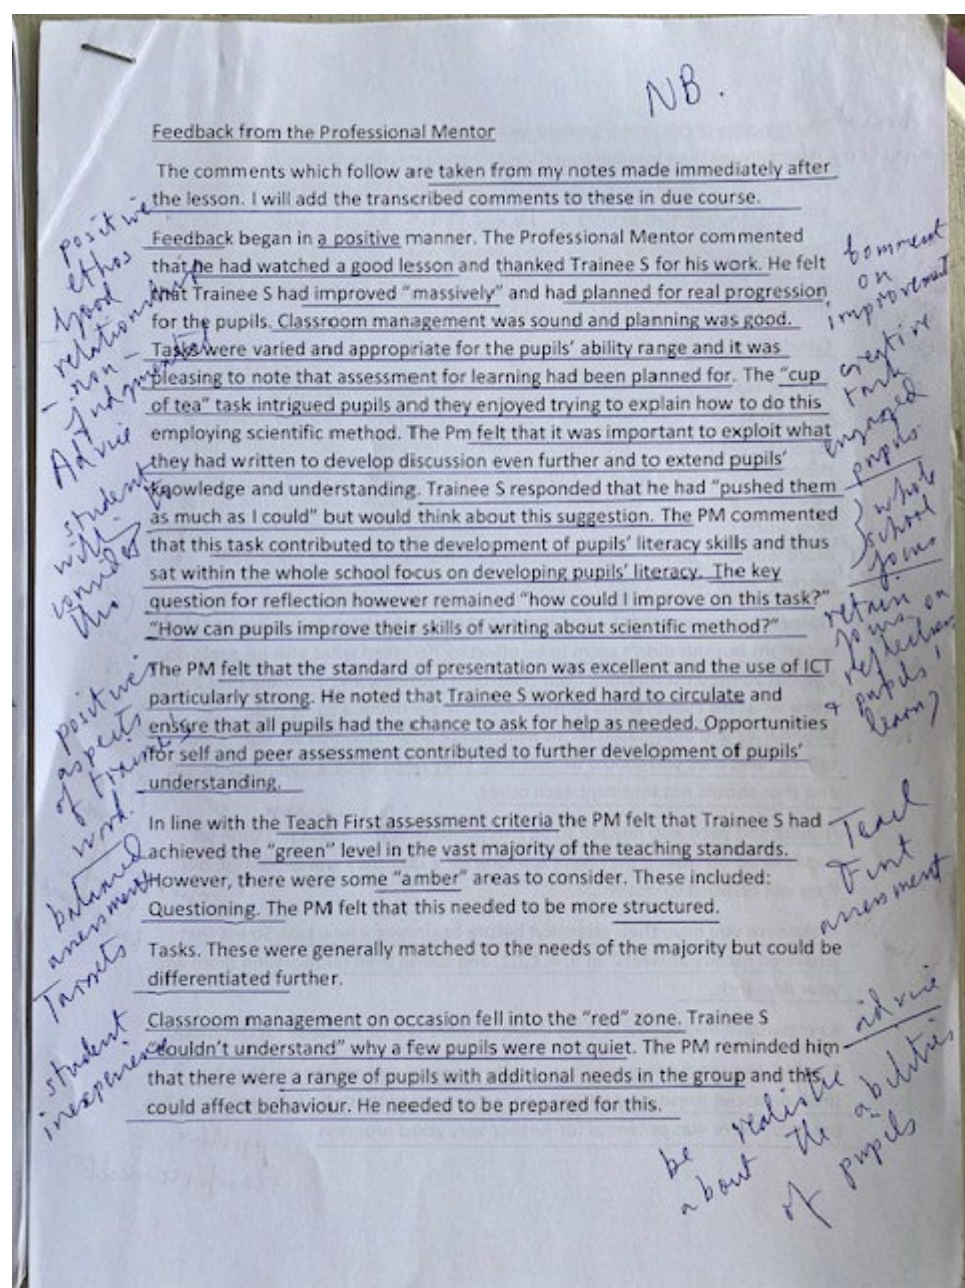 NB.
Feedback from the Professional Mentor
The comments which follow are taken from my notes made immediately after
the lesson. I will add the transcribed comments to these in due course.
Feedback began in a positive manner. The Professional Mentor commented
that he had watched a good lesson and thanked Trainee S for his work. He felt
that Trainee S had improved "massively" and had planned for real progression
for the pupils. Classroom management was sound and planning was good.
Tasks were varied and appropriate for the pupils' ability range and it was
pleasing to note that assessment for learning had been planned for. The "cup
of tea" task intrigued pupils and they enjoyed trying to explain how to do this
employing scientific method. The Pm felt that it was important to exploit what
they had written to develop discussion even further and to extend pupils'
knowledge and understanding. Trainee S responded that he had "pushed them
as much as I could" but would think about this suggestion. The PM commented
that this task contributed to the development of pupils' literacy skills and thus
sat within the whole school focus on developing pupils' literacy. The key
question for reflection however remained "how could I improve on this task?"
"How can pupils improve their skills of writing about scientific method?"
The PM felt that the standard of presentation was excellent and the use of ICT
particularly strong. He noted that Trainee S worked hard to circulate and
ensure that all pupils had the chance to ask for help as needed. Opportunities
for self and peer assessment contributed to further development of pupils'
understanding.
In line with the Teach First assessment criteria the PM felt that Trainee S had
achieved the "green" level in the vast majority of the teaching standards.
However, there were some "amber" areas to consider. These included:
Questioning. The PM felt that this needed to be more structured.
Tasks. These were generally matched to the needs of the majority but could be
differentiated further.
Classroom management on occasion fell into the "red" zone. Trainee S
"couldn't understand" why a few pupils were not quiet. The PM reminded him
that there were a range of pupils with additional needs in the group and this
could affect behaviour. He needed to be prepared for this.
positive
ethos
good
relationship
- non-
judgmental
Advice
student
will
consider
this
positive
aspects
of trainee's
work.
balanced
assessment
Targets
student
inexperience
Comment
on
improvement
creative
task
engaged
pupils.
whole
school
focus
retain
focus on
reflection
+ pupils'
learn
Teach
First
assessment
advice
be realistic
about the abilities
of pupils